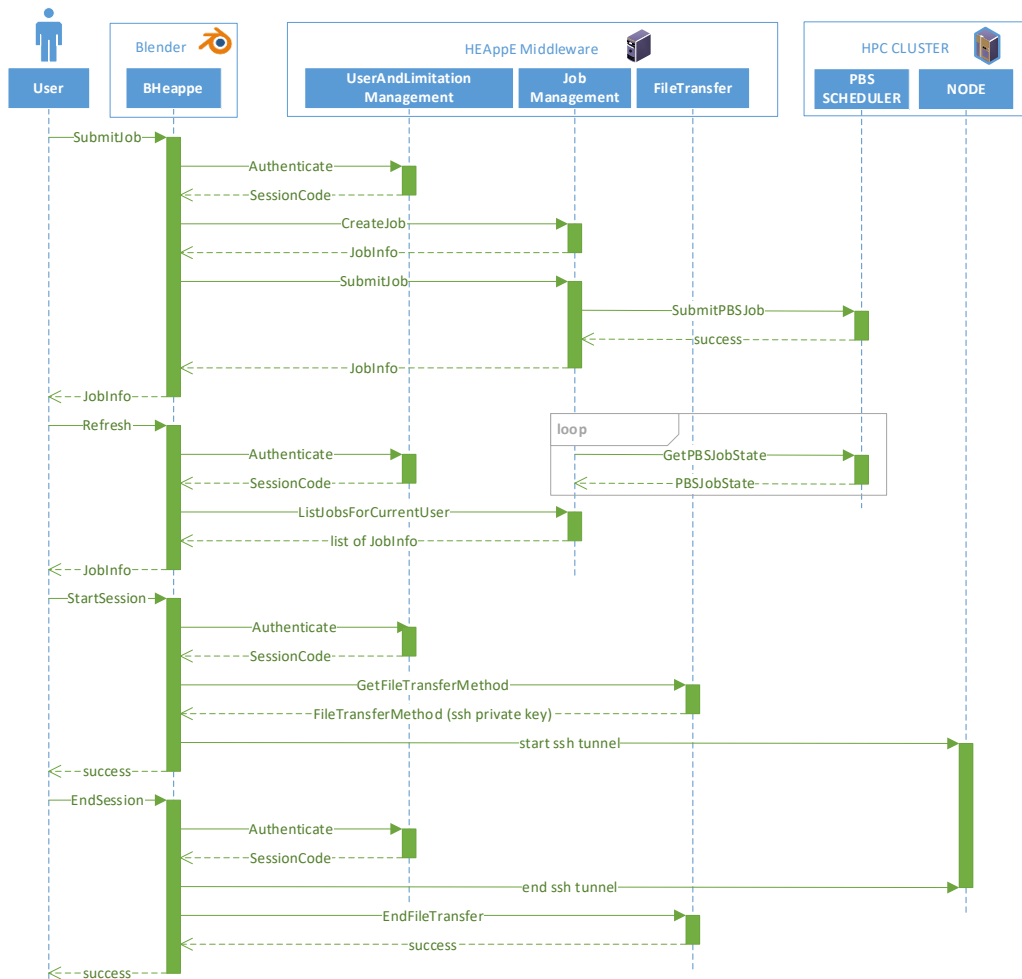 Blender
HEAppE Middleware
HPC CLUSTER
User
BHeappe
UserAndLimitation
Management
Job
Management
FileTransfer
PBS
SCHEDULER
NODE
SubmitJob
Authenticate
SessionCode
CreateJob
JobInfo
SubmitJob
SubmitPBSJob
success
JobInfo
JobInfo
Refresh
loop
Authenticate
GetPBSJobState
SessionCode
PBSJobState
ListJobsForCurrentUser
list of JobInfo
JobInfo
StartSession
Authenticate
SessionCode
GetFileTransferMethod
FileTransferMethod (ssh private key)
start ssh tunnel
success
EndSession
Authenticate
SessionCode
end ssh tunnel
EndFileTransfer
success
success